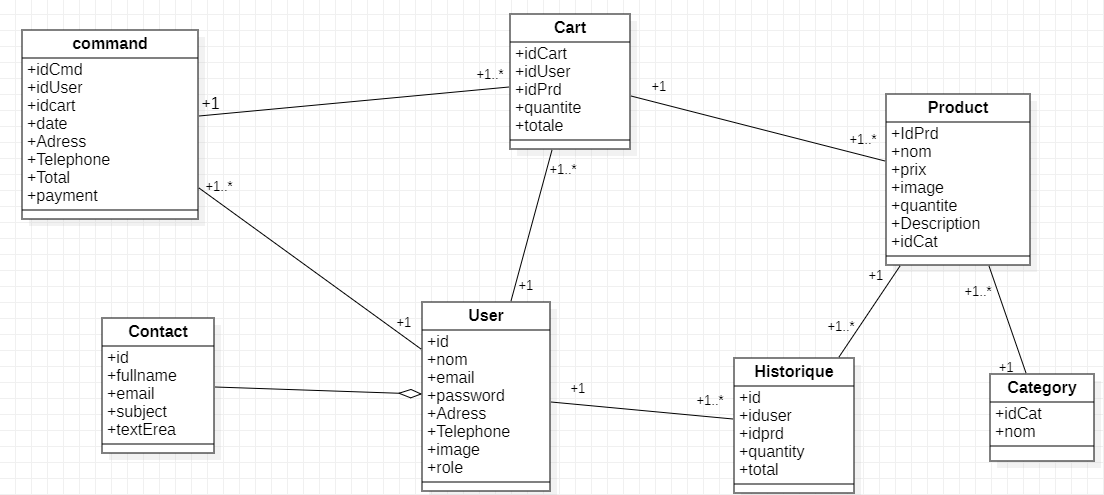 command
+idCmd
+idUser
+idcart
+date
+Adress
+Telephone
+Total
+payment
+1
+1..*
+1..*
+1
Cart
+idCart
+idUser
+idPrd
+quantite
+totale
+1
+1..*
+1..*
+1
Product
+IdPrd
+nom
+prix
+image
+quantite
+Description
+idCat
+1
+1..*
+1..*
+1
Contact
+id
+fullname
+email
+subject
+textErea
User
+id
+nom
+email
+password
+Adress
+Telephone
+image
+role
+1
+1..*
Historique
+id
+iduser
+idprd
+quantity
+total
Category
+idCat
+nom